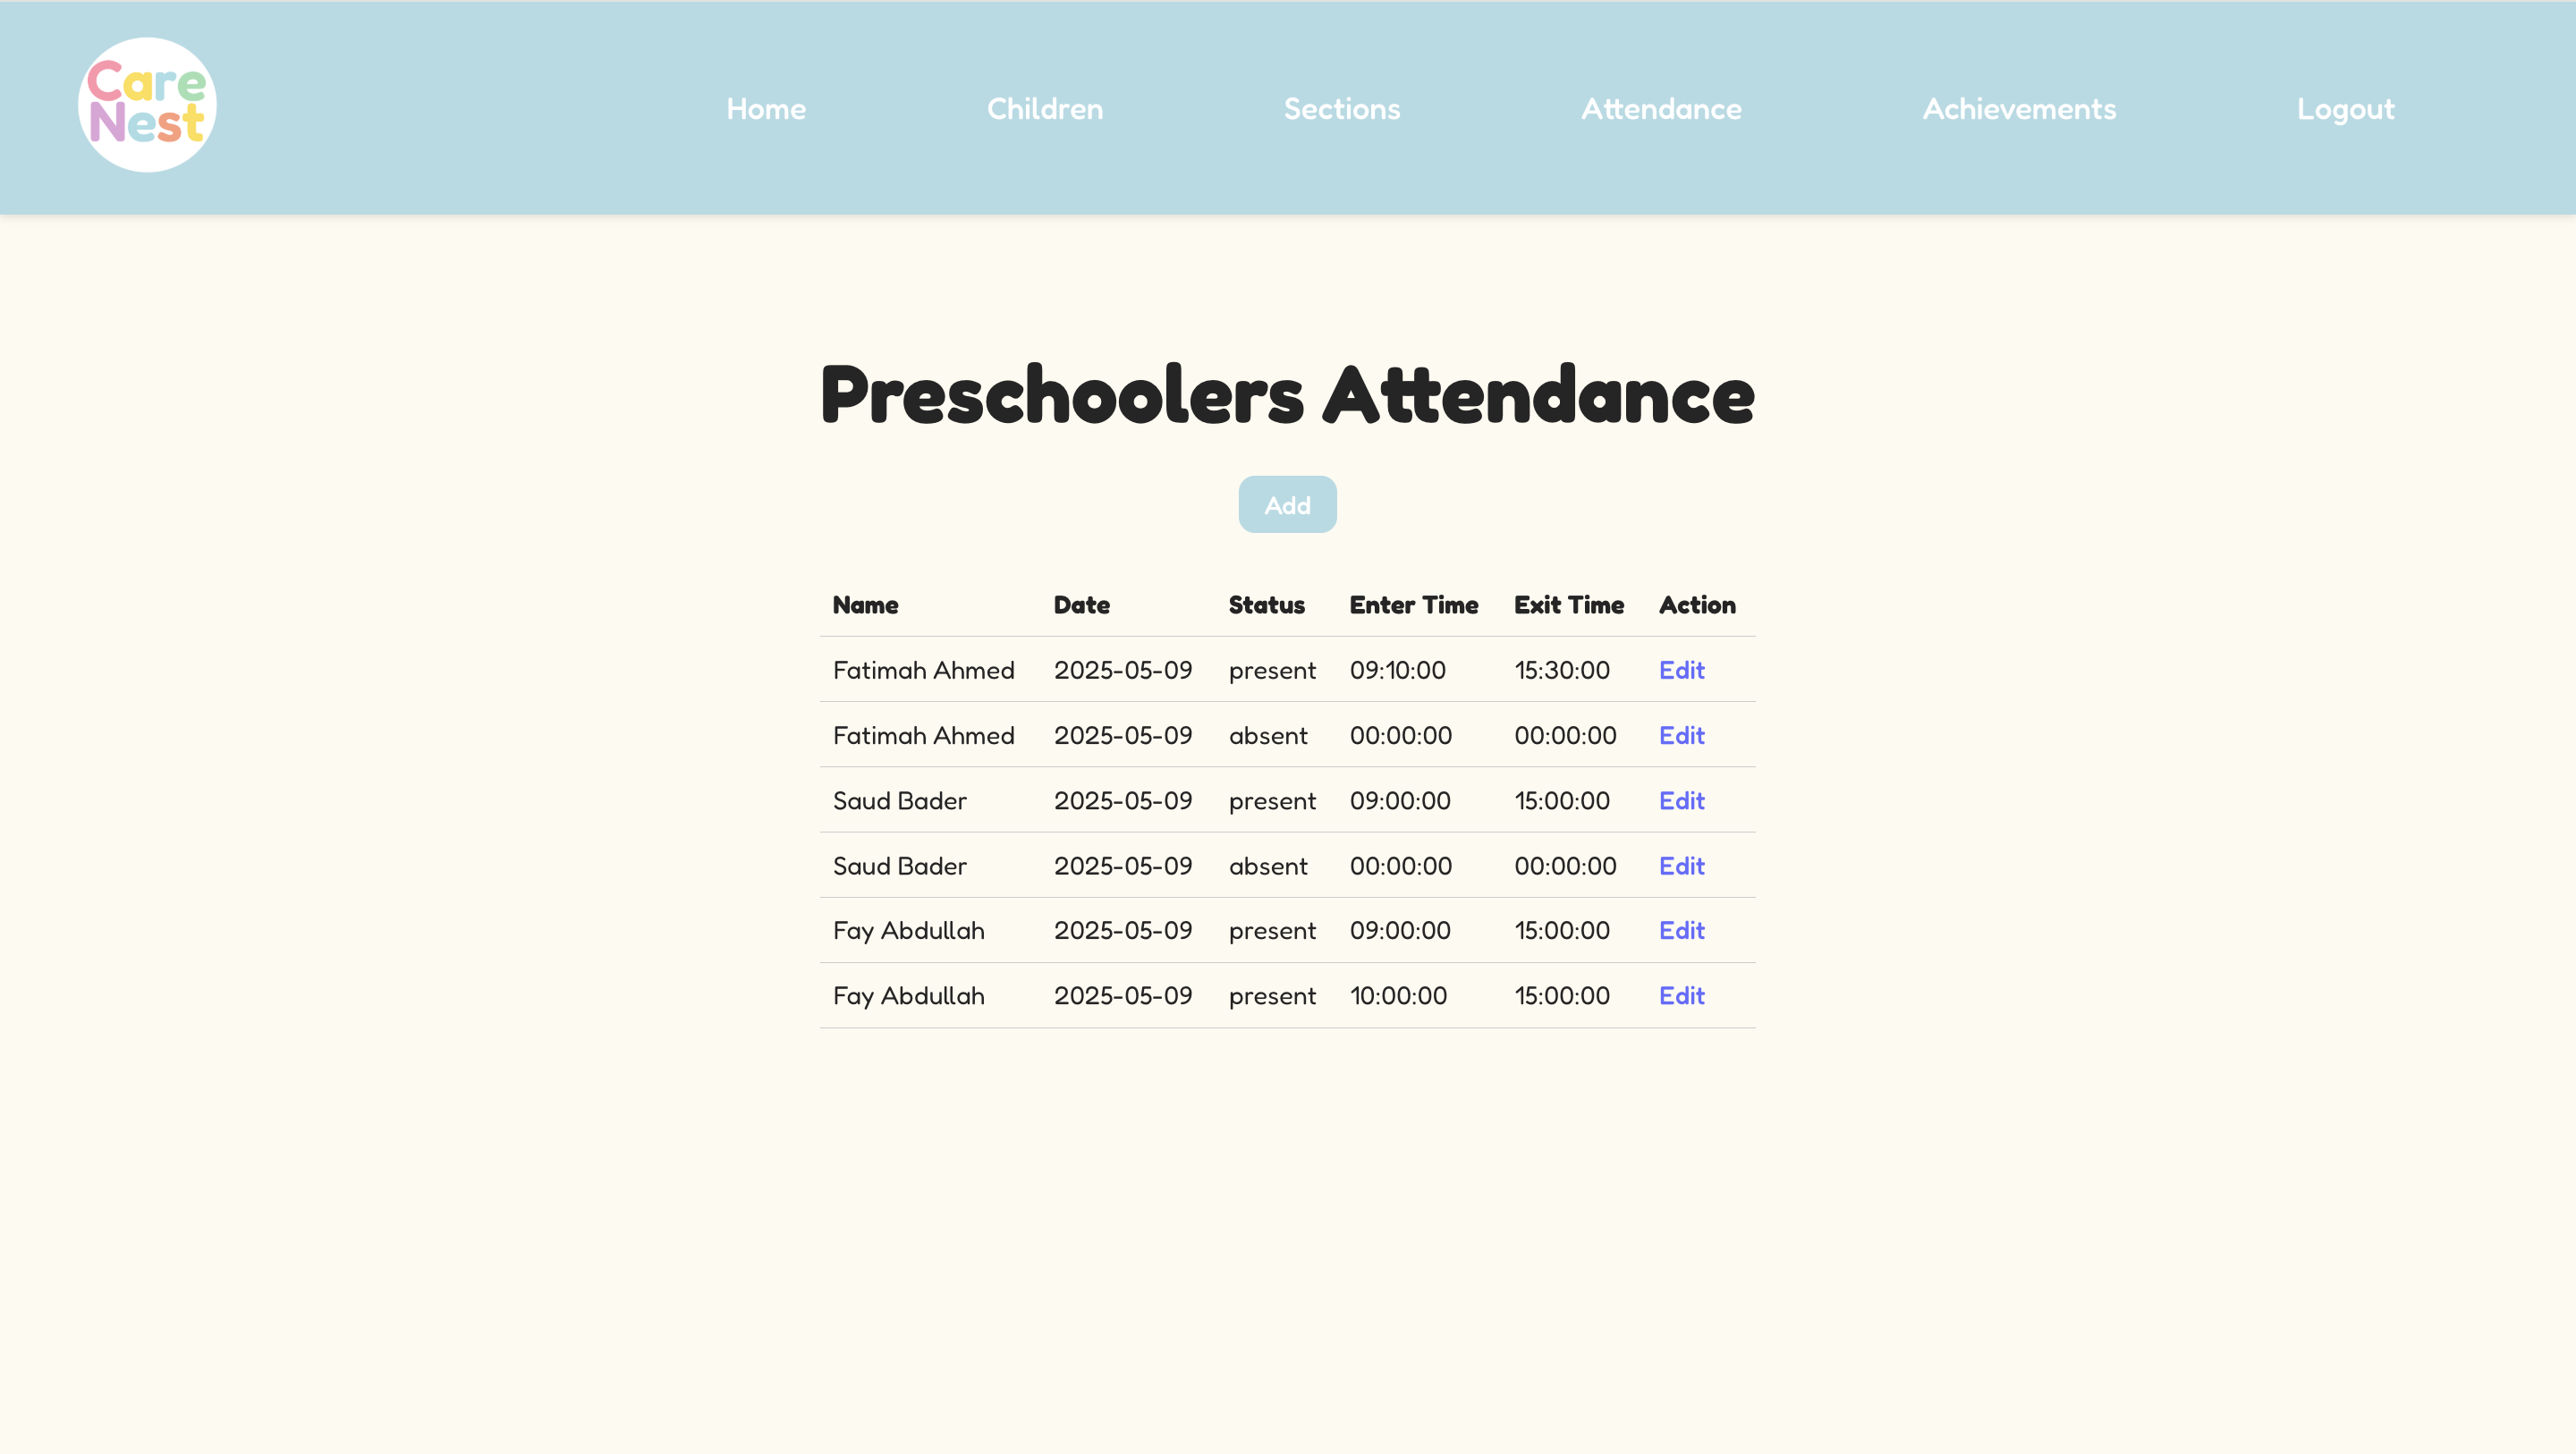 Care
Nest
Home Children Sections Attendance Achievements Logout
Preschoolers Attendance
Add
Name Date Status Enter Time Exit Time Action
Fatimah Ahmed 2025-05-09 present 09:10:00 15:30:00 Edit
Fatimah Ahmed 2025-05-09 absent 00:00:00 00:00:00 Edit
Saud Bader 2025-05-09 present 09:00:00 15:00:00 Edit
Saud Bader 2025-05-09 absent 00:00:00 00:00:00 Edit
Fay Abdullah 2025-05-09 present 09:00:00 15:00:00 Edit
Fay Abdullah 2025-05-09 present 10:00:00 15:00:00 Edit